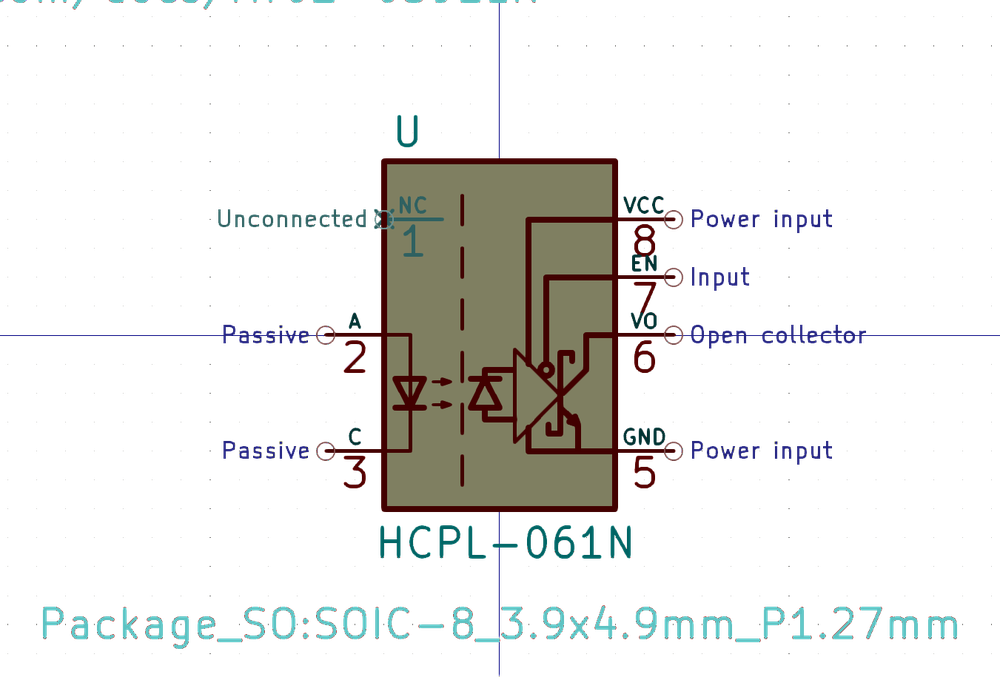 U
Unconnected
NC
1
VCC
Power input
8
EN
Input
7
A
Passive
2
VO
Open collector
6
C
Passive
3
GND
Power input
5
HCPL-061N
Package_SO:SOIC-8_3.9x4.9mm_P1.27mm